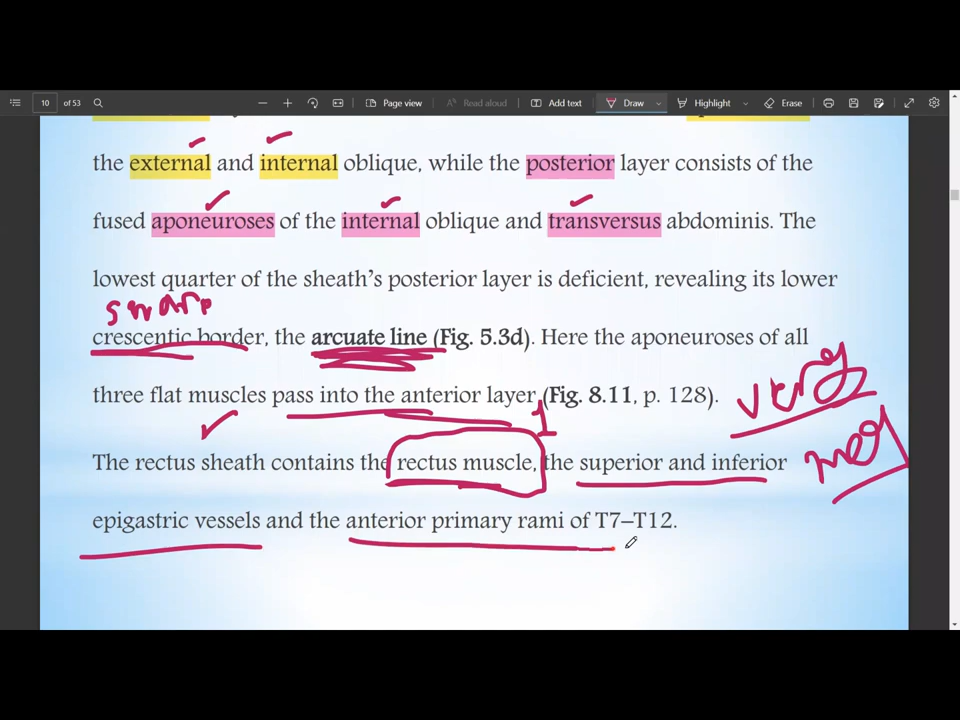 10 of 53 Page view Read aloud Add text Draw Highlight Erase
the external and internal oblique, while the posterior layer consists of the
fused aponeuroses of the internal oblique and transversus abdominis. The
lowest quarter of the sheath's posterior layer is deficient, revealing its lower
crescentic border, the arcuate line (Fig. 5.3d). Here the aponeuroses of all
three flat muscles pass into the anterior layer (Fig. 8.11, p. 128).
very
1
The rectus sheath contains the rectus muscle, the superior and inferior
epigastric vessels and the anterior primary rami of T7–T12.